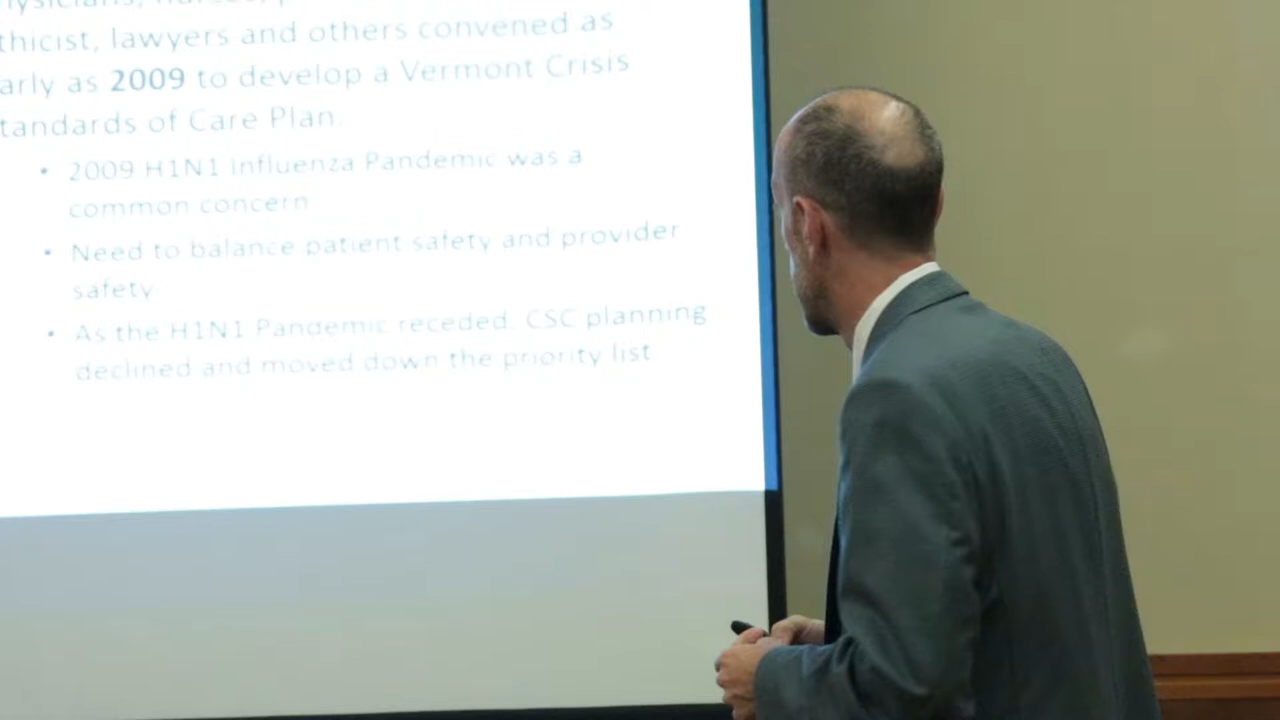 thicist, lawyers and others convened as
arly as 2009 to develop a Vermont Crisis
tandards of Care Plan.
• 2009 H1N1 Influenza Pandemic was a
common concern
• Need to balance patient safety and provider
safety
• As the H1N1 Pandemic receded, CSC planning
declined and moved down the priority list